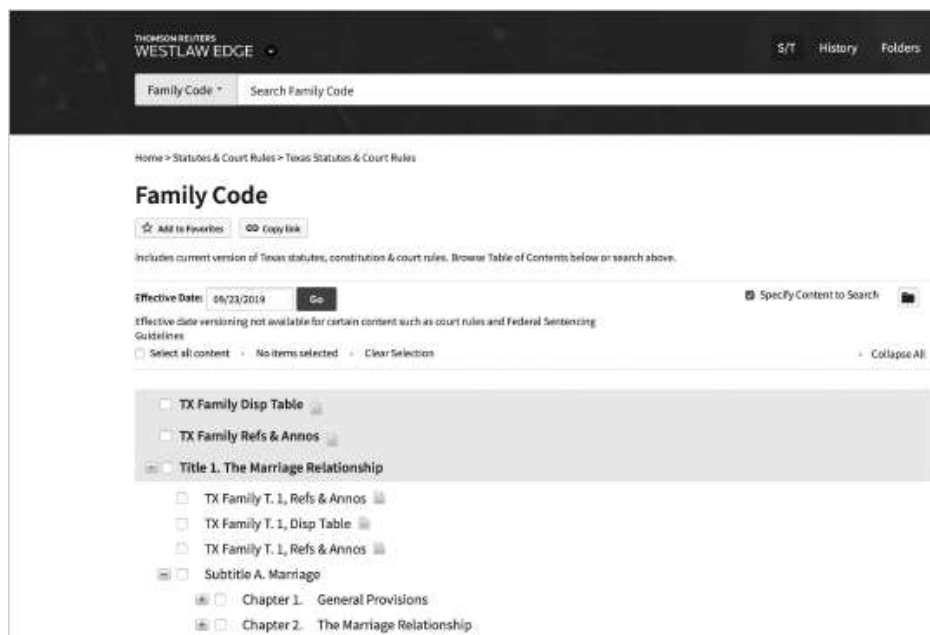 THOMSON REUTERS
WESTLAW EDGE
S/T History Folders
Family Code Search Family Code
Home > Statutes & Court Rules > Texas Statutes & Court Rules
Family Code
Add to Favorites Copy link
Includes current version of Texas statutes, constitution & court rules. Browse Table of Contents below or search above.
Effective Date: 09/23/2019 Go Specify Content to Search
Effective date versioning not available for certain content such as court rules and Federal Sentencing
Guidelines
Select all content • No items selected • Clear Selection • Collapse All
TX Family Disp Table
TX Family Refs & Annos
Title 1. The Marriage Relationship
TX Family T. 1, Refs & Annos
TX Family T. 1, Disp Table
TX Family T. 1, Refs & Annos
Subtitle A. Marriage
Chapter 1. General Provisions
Chapter 2. The Marriage Relationship